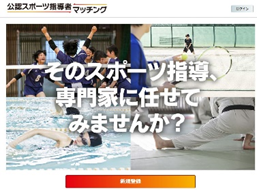 公認スポーツ指導者マッチング
ログイン
そのスポーツ指導、
専門家に任せて
みませんか？
新規登録